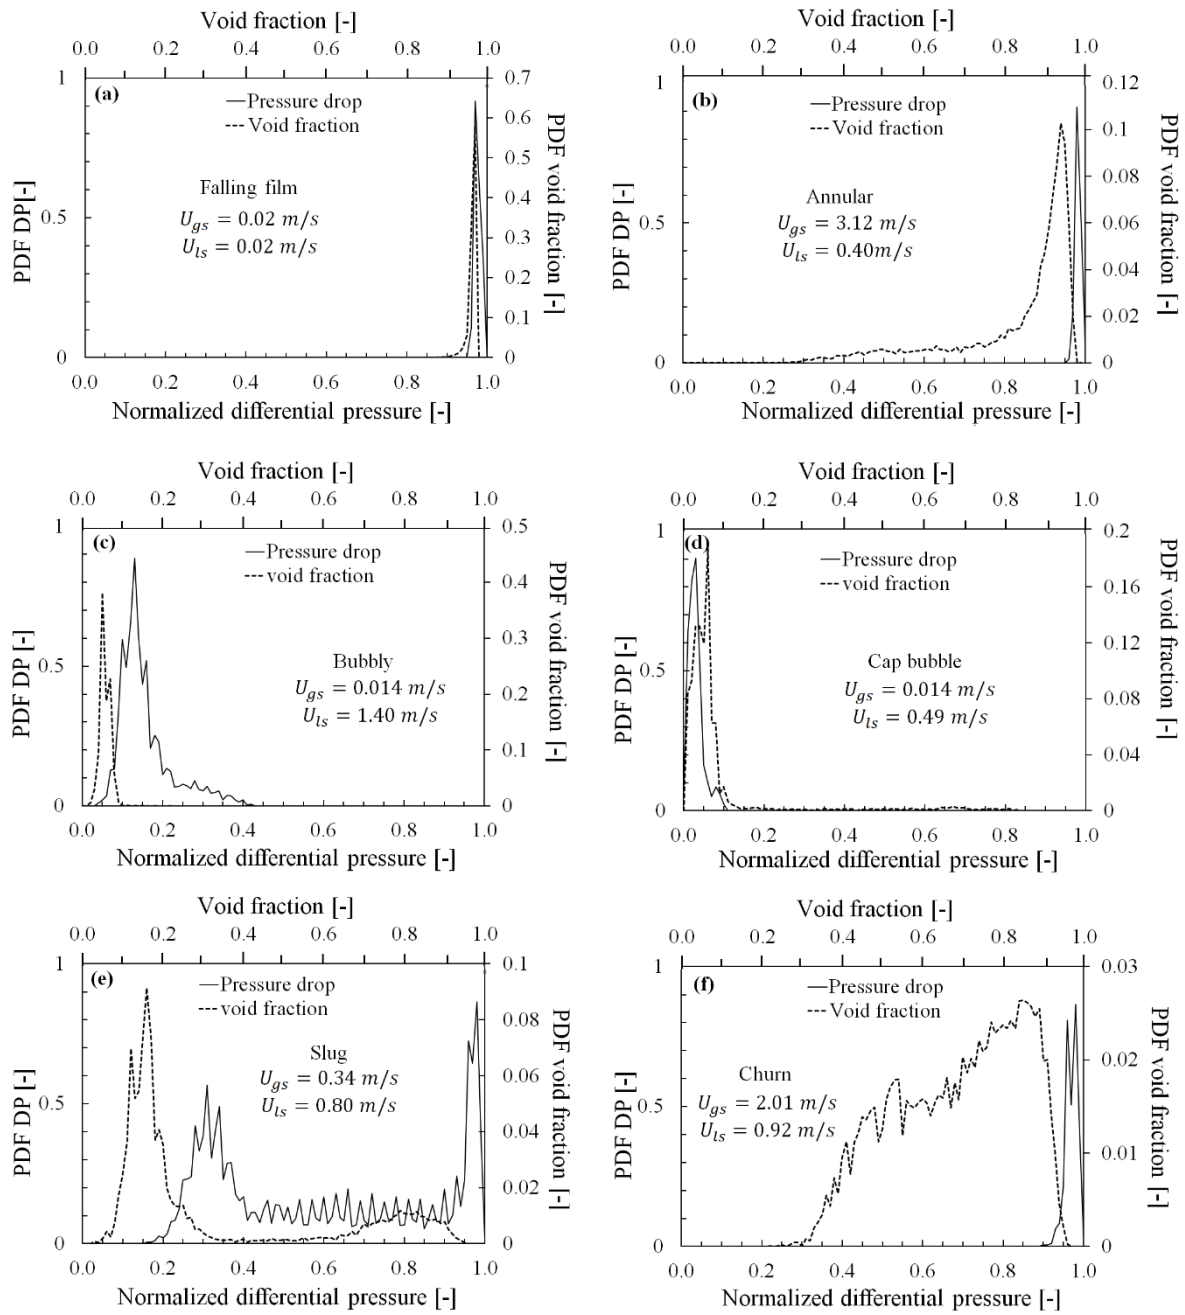 Void fraction [-]
0.0 0.2 0.4 0.6 0.8 1.0
(a)
Pressure drop
Void fraction
Falling film
U_gs = 0.02 m/s
U_ls = 0.02 m/s
PDF DP[-]
1
0.5
0
PDF void fraction [-]
0.7
0.6
0.5
0.4
0.3
0.2
0.1
0
0.0 0.2 0.4 0.6 0.8 1.0
Normalized differential pressure [-]
Void fraction [-]
0.0 0.2 0.4 0.6 0.8 1.0
(b)
Pressure drop
Void fraction
Annular
U_gs = 3.12 m/s
U_ls = 0.40m/s
PDF DP [-]
1
0.5
0
PDF void fraction [-]
0.12
0.1
0.08
0.06
0.04
0.02
0
0.0 0.2 0.4 0.6 0.8 1.0
Normalized differential pressure [-]
Void fraction [-]
0.0 0.2 0.4 0.6 0.8 1.0
(c)
Pressure drop
void fraction
Bubbly
U_gs = 0.014 m/s
U_ls = 1.40 m/s
PDF DP [-]
1
0.5
0
PDF void fraction [-]
0.5
0.4
0.3
0.2
0.1
0
0.0 0.2 0.4 0.6 0.8 1.0
Normalized differential pressure [-]
Void fraction [-]
0.0 0.2 0.4 0.6 0.8 1.0
(d)
Pressure drop
void fraction
Cap bubble
U_gs = 0.014 m/s
U_ls = 0.49 m/s
PDF DP [-]
1
0.5
0
PDF void fraction [-]
0.2
0.16
0.12
0.08
0.04
0
0.0 0.2 0.4 0.6 0.8 1.0
Normalized differential pressure [-]
Void fraction [-]
0.0 0.2 0.4 0.6 0.8 1.0
(e)
Pressure drop
void fraction
Slug
U_gs = 0.34 m/s
U_ls = 0.80 m/s
PDF DP [-]
1
0.5
0
PDF void fraction [-]
0.1
0.08
0.06
0.04
0.02
0
0.0 0.2 0.4 0.6 0.8 1.0
Normalized differential pressure [-]
Void fraction [-]
0.0 0.2 0.4 0.6 0.8 1.0
(f)
Pressure drop
Void fraction
Churn
U_gs = 2.01 m/s
U_ls = 0.92 m/s
PDF DP [-]
1
0.5
0
PDF void fraction [-]
0.03
0.02
0.01
0
0.0 0.2 0.4 0.6 0.8 1.0
Normalized differential pressure [-]